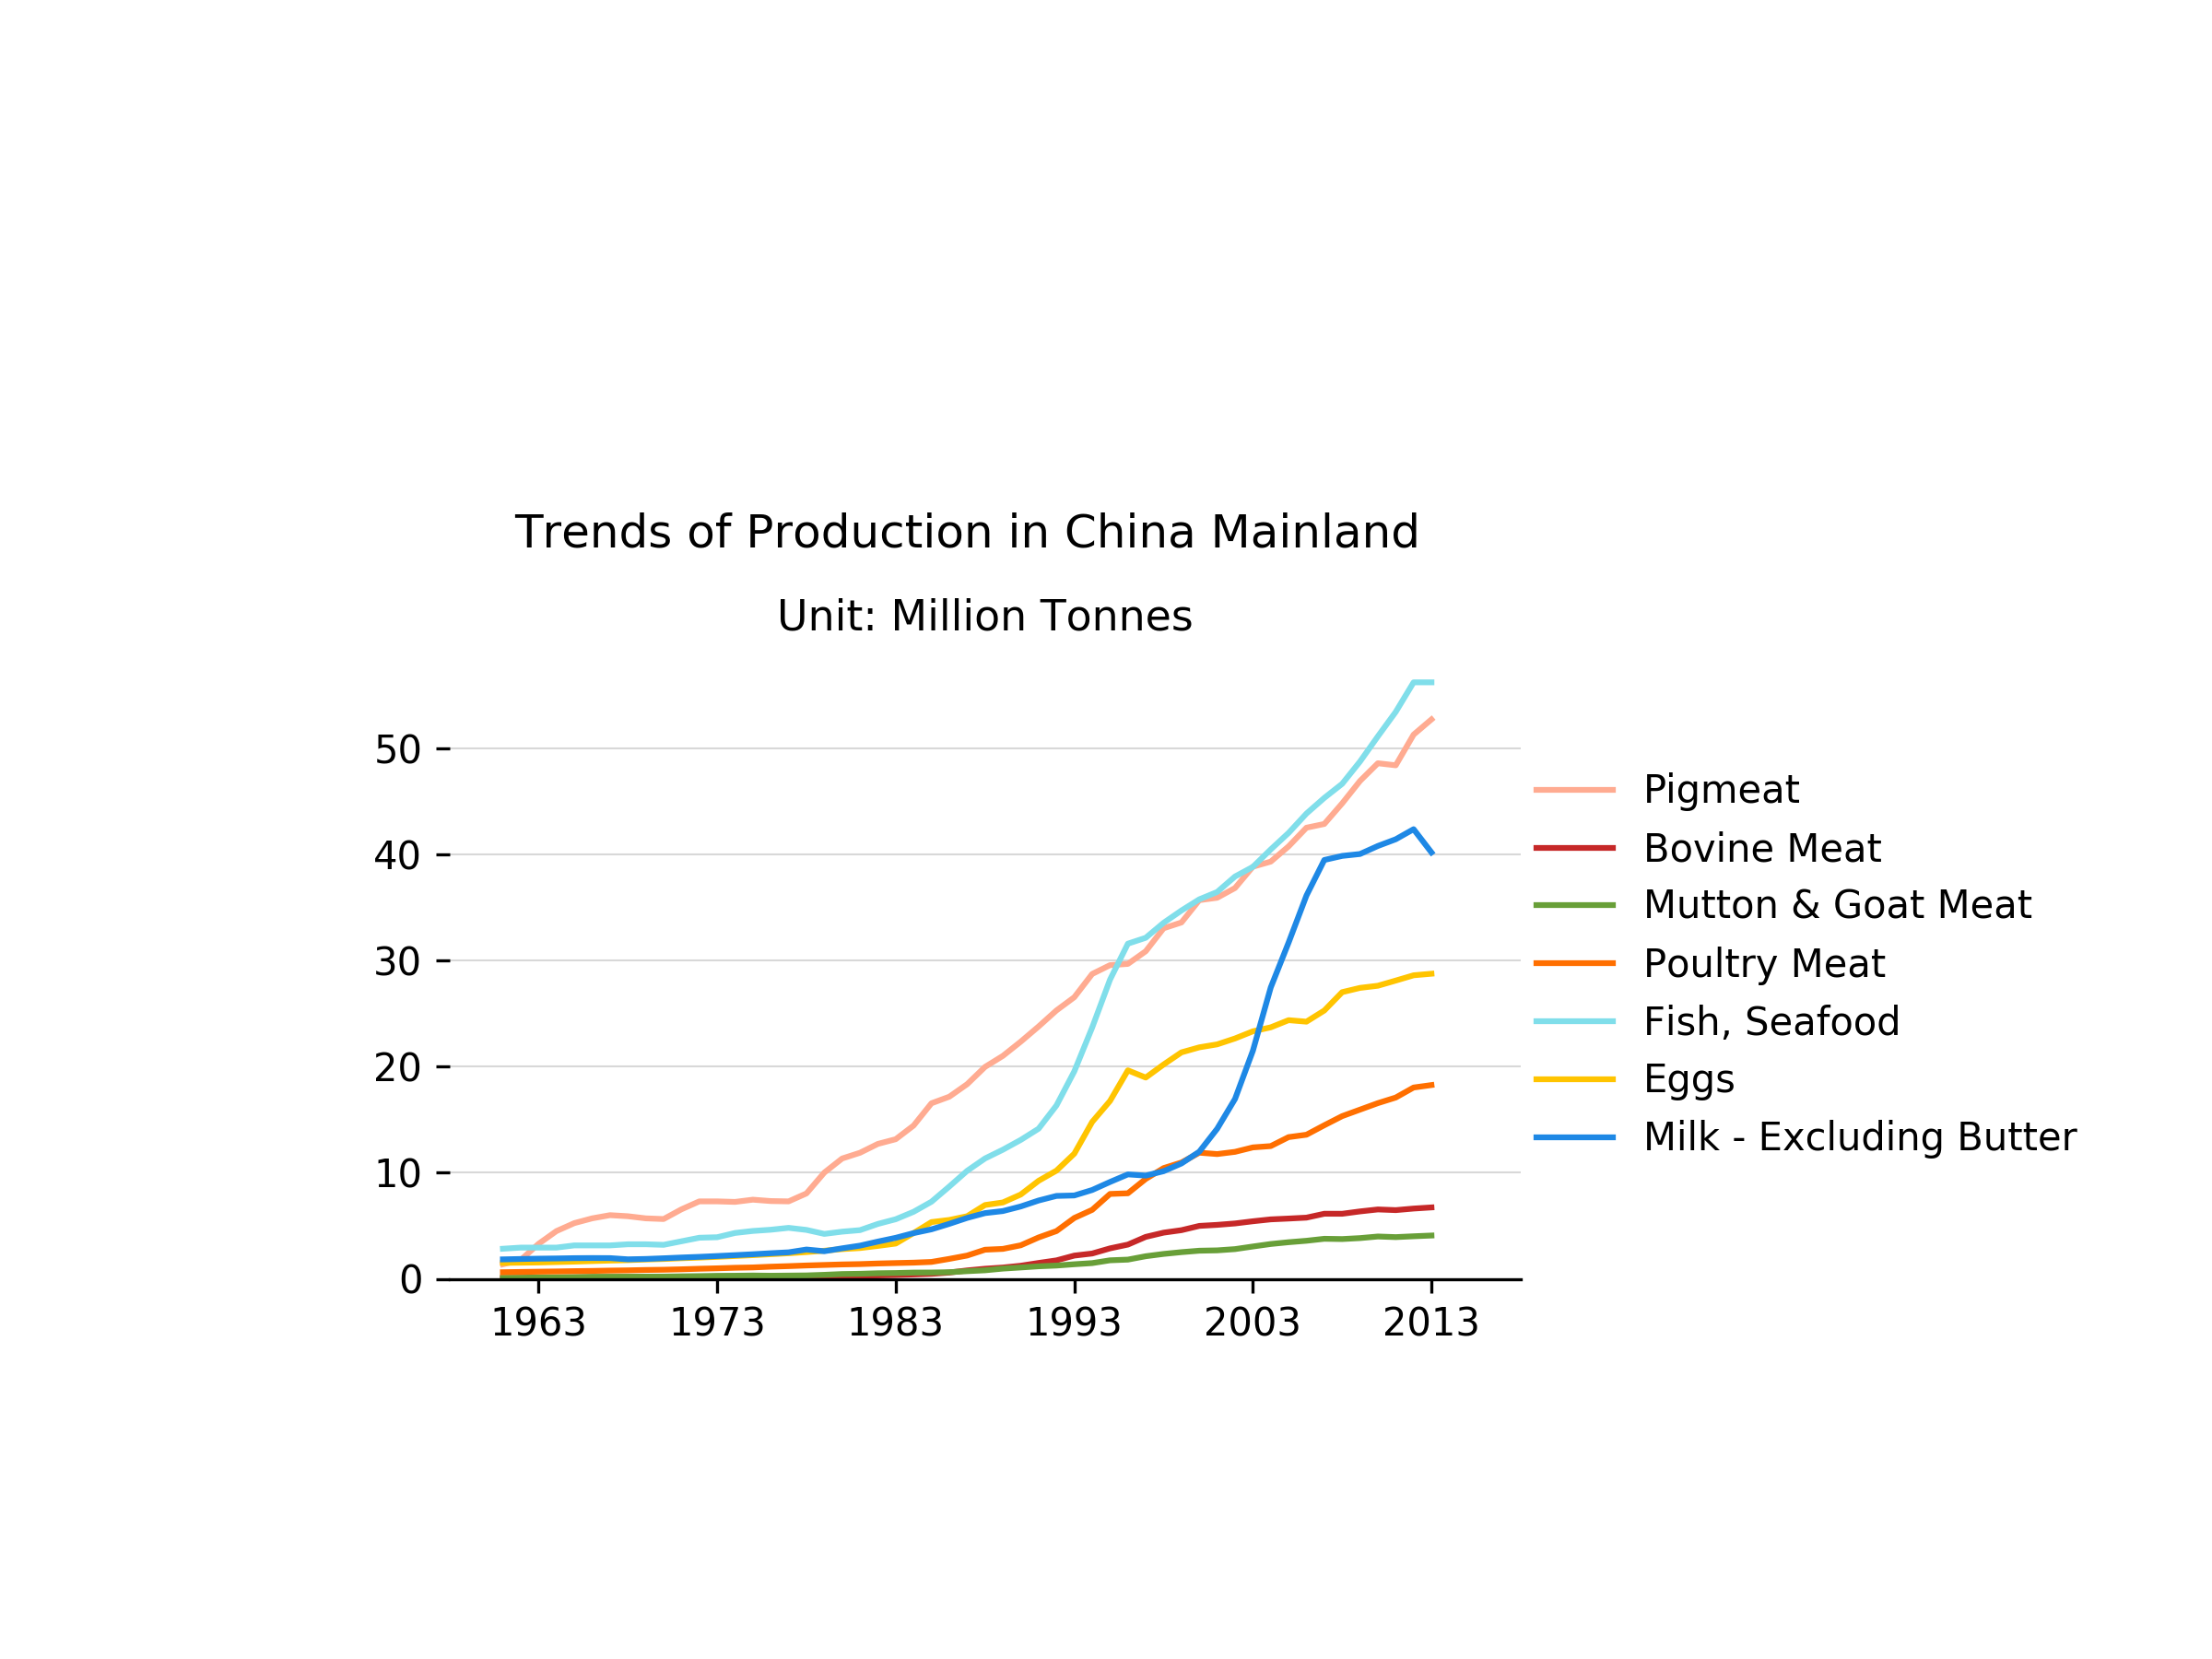 Trends of Production in China Mainland
Unit: Million Tonnes
50
40
30
20
10
0
1963 1973 1983 1993 2003 2013
Pigmeat
Bovine Meat
Mutton & Goat Meat
Poultry Meat
Fish, Seafood
Eggs
Milk - Excluding Butter